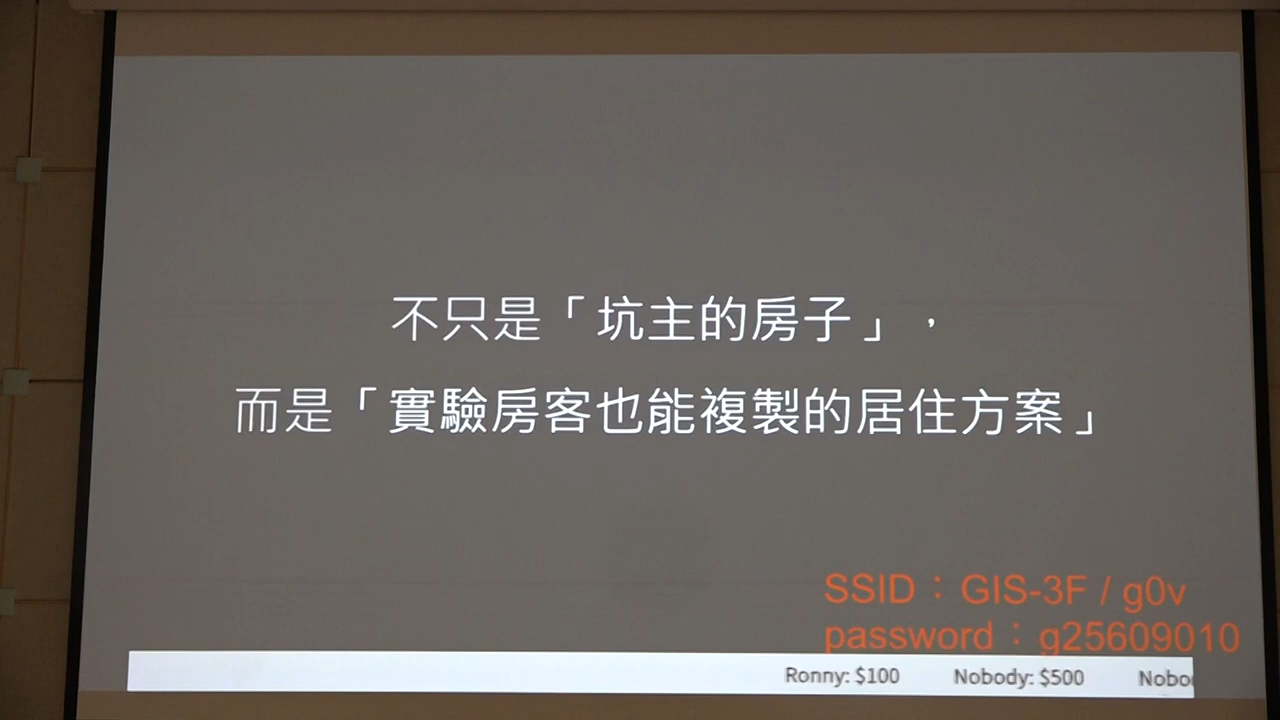 不只是「坑主的房子」，
而是「實驗房客也能複製的居住方案」
SSID：GIS-3F / g0v
password：g25609010
Ronny: $100 Nobody: $500 Nobo